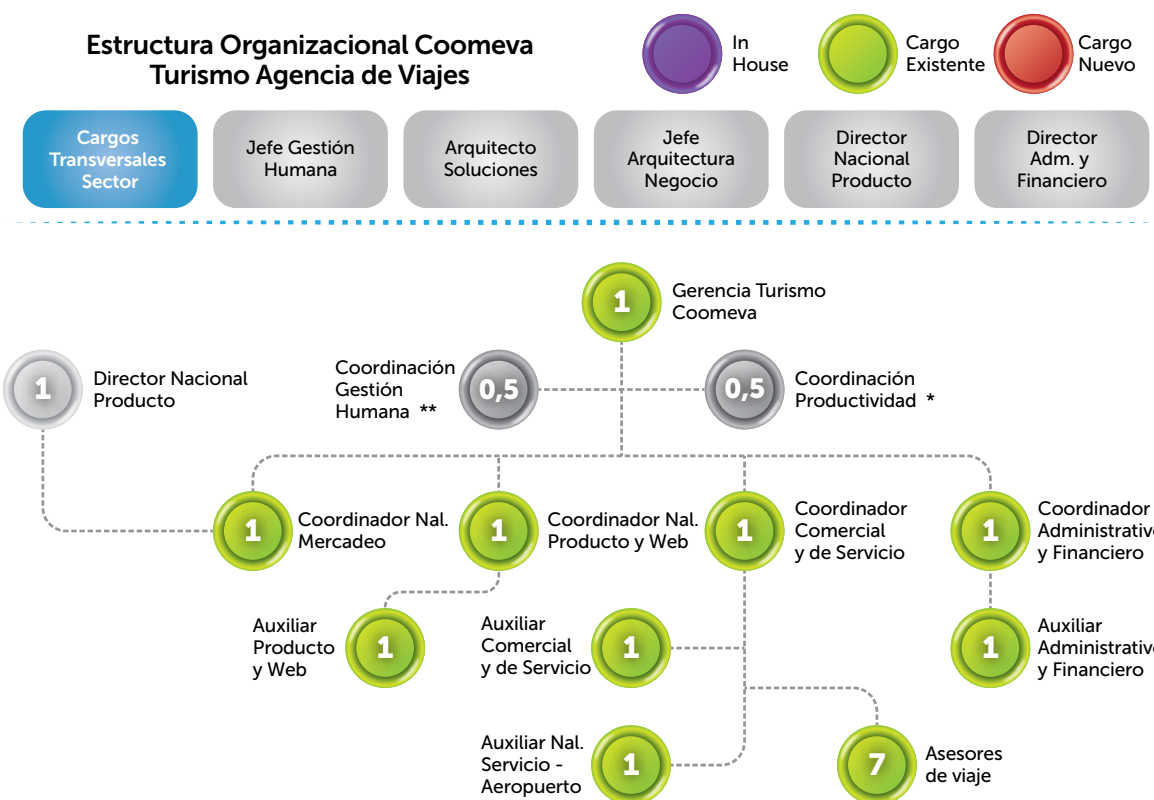 Estructura Organizacional Coomeva
Turismo Agencia de Viajes
In
House
Cargo
Existente
Cargo
Nuevo
Cargos
Transversales
Sector
Jefe Gestión
Humana
Arquitecto
Soluciones
Jefe
Arquitectura
Negocio
Director
Nacional
Producto
Director
Adm. y
Financiero
1
Gerencia Turismo
Coomeva
1
Director Nacional
Producto
Coordinación
Gestión
Humana **
0,5
0,5
Coordinación
Productividad *
1
Coordinador Nal.
Mercadeo
1
Coordinador Nal.
Producto y Web
1
Coordinador
Comercial
y de Servicio
1
Coordinador
Administrativo
y Financiero
Auxiliar
Producto
y Web
1
Auxiliar
Comercial
y de Servicio
1
1
Auxiliar
Administrativo
y Financiero
Auxiliar Nal.
Servicio -
Aeropuerto
1
7
Asesores
de viaje